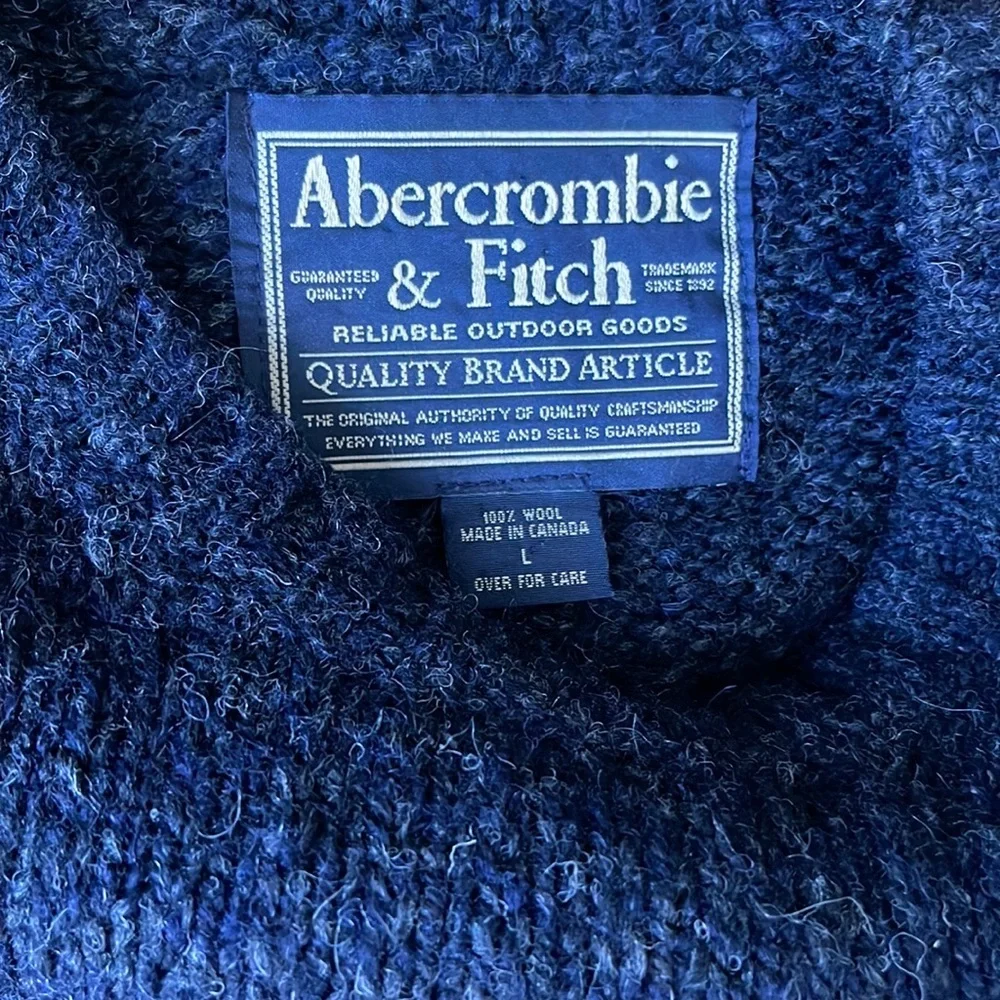 Abercrombie
& Fitch
GUARANTEED
QUALITY
TRADEMARK
SINCE 1892
RELIABLE OUTDOOR GOODS
QUALITY BRAND ARTICLE
THE ORIGINAL AUTHORITY OF QUALITY CRAFTSMANSHIP
EVERYTHING WE MAKE AND SELL IS GUARANTEED
100% WOOL
MADE IN CANADA
L
OVER FOR CARE